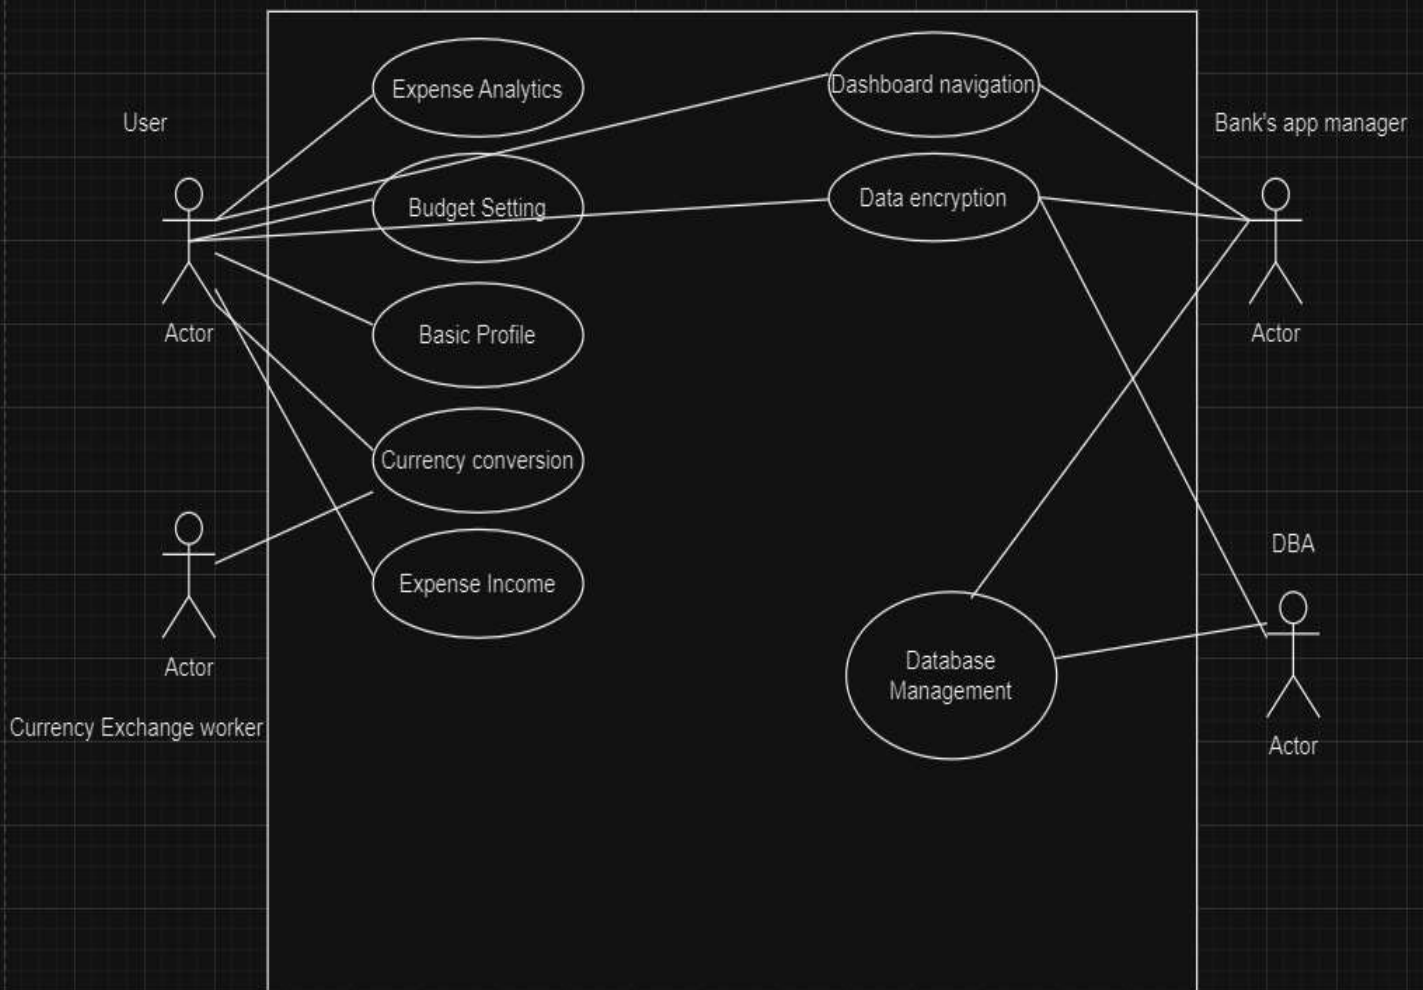 Expense Analytics
Dashboard navigation
User
Bank's app manager
Budget Setting
Data encryption
Actor
Basic Profile
Actor
Currency conversion
DBA
Expense Income
Actor
Database
Management
Currency Exchange worker
Actor